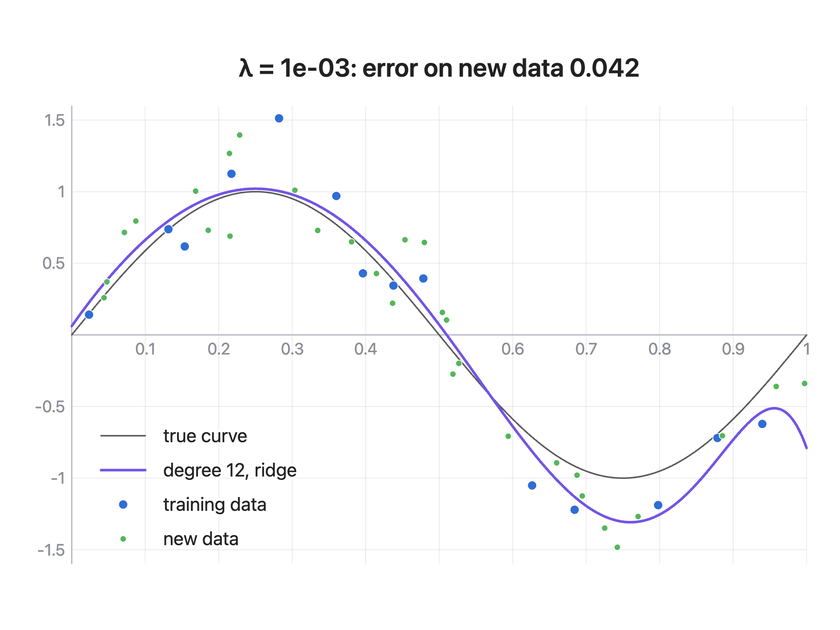 λ = 1e-03: error on new data 0.042
1.5
1
0.5
0.1 0.2 0.3 0.4 0.6 0.7 0.8 0.9 1
-0.5
true curve
degree 12, ridge
-1
training data
new data
-1.5